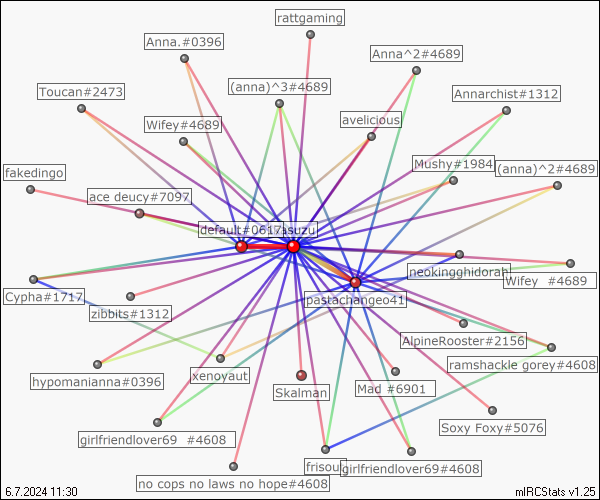 rattgaming
Anna.#0396
Anna^2#4689
Toucan#2473
(anna)^3#4689
Annarchist#1312
Wifey#4689
avelicious
fakedingo
Mushy#1984
(anna)^2#4689
ace deucy#7097
default#0617
asuzu
neokingghidorah
Wifey #4689
Cypha#1717
zibbits#1312
pastachangeo41
AlpineRooster#2156
ramshackle gorey#4608
hypomanianna#0396
xenoyaut
Skalman
Mad #6901
Soxy Foxy#5076
girlfriendlover69 #4608
frisou
girlfriendlover69#4608
no cops no laws no hope#4608
6.7.2024 11:30
mIRCStats v1.25